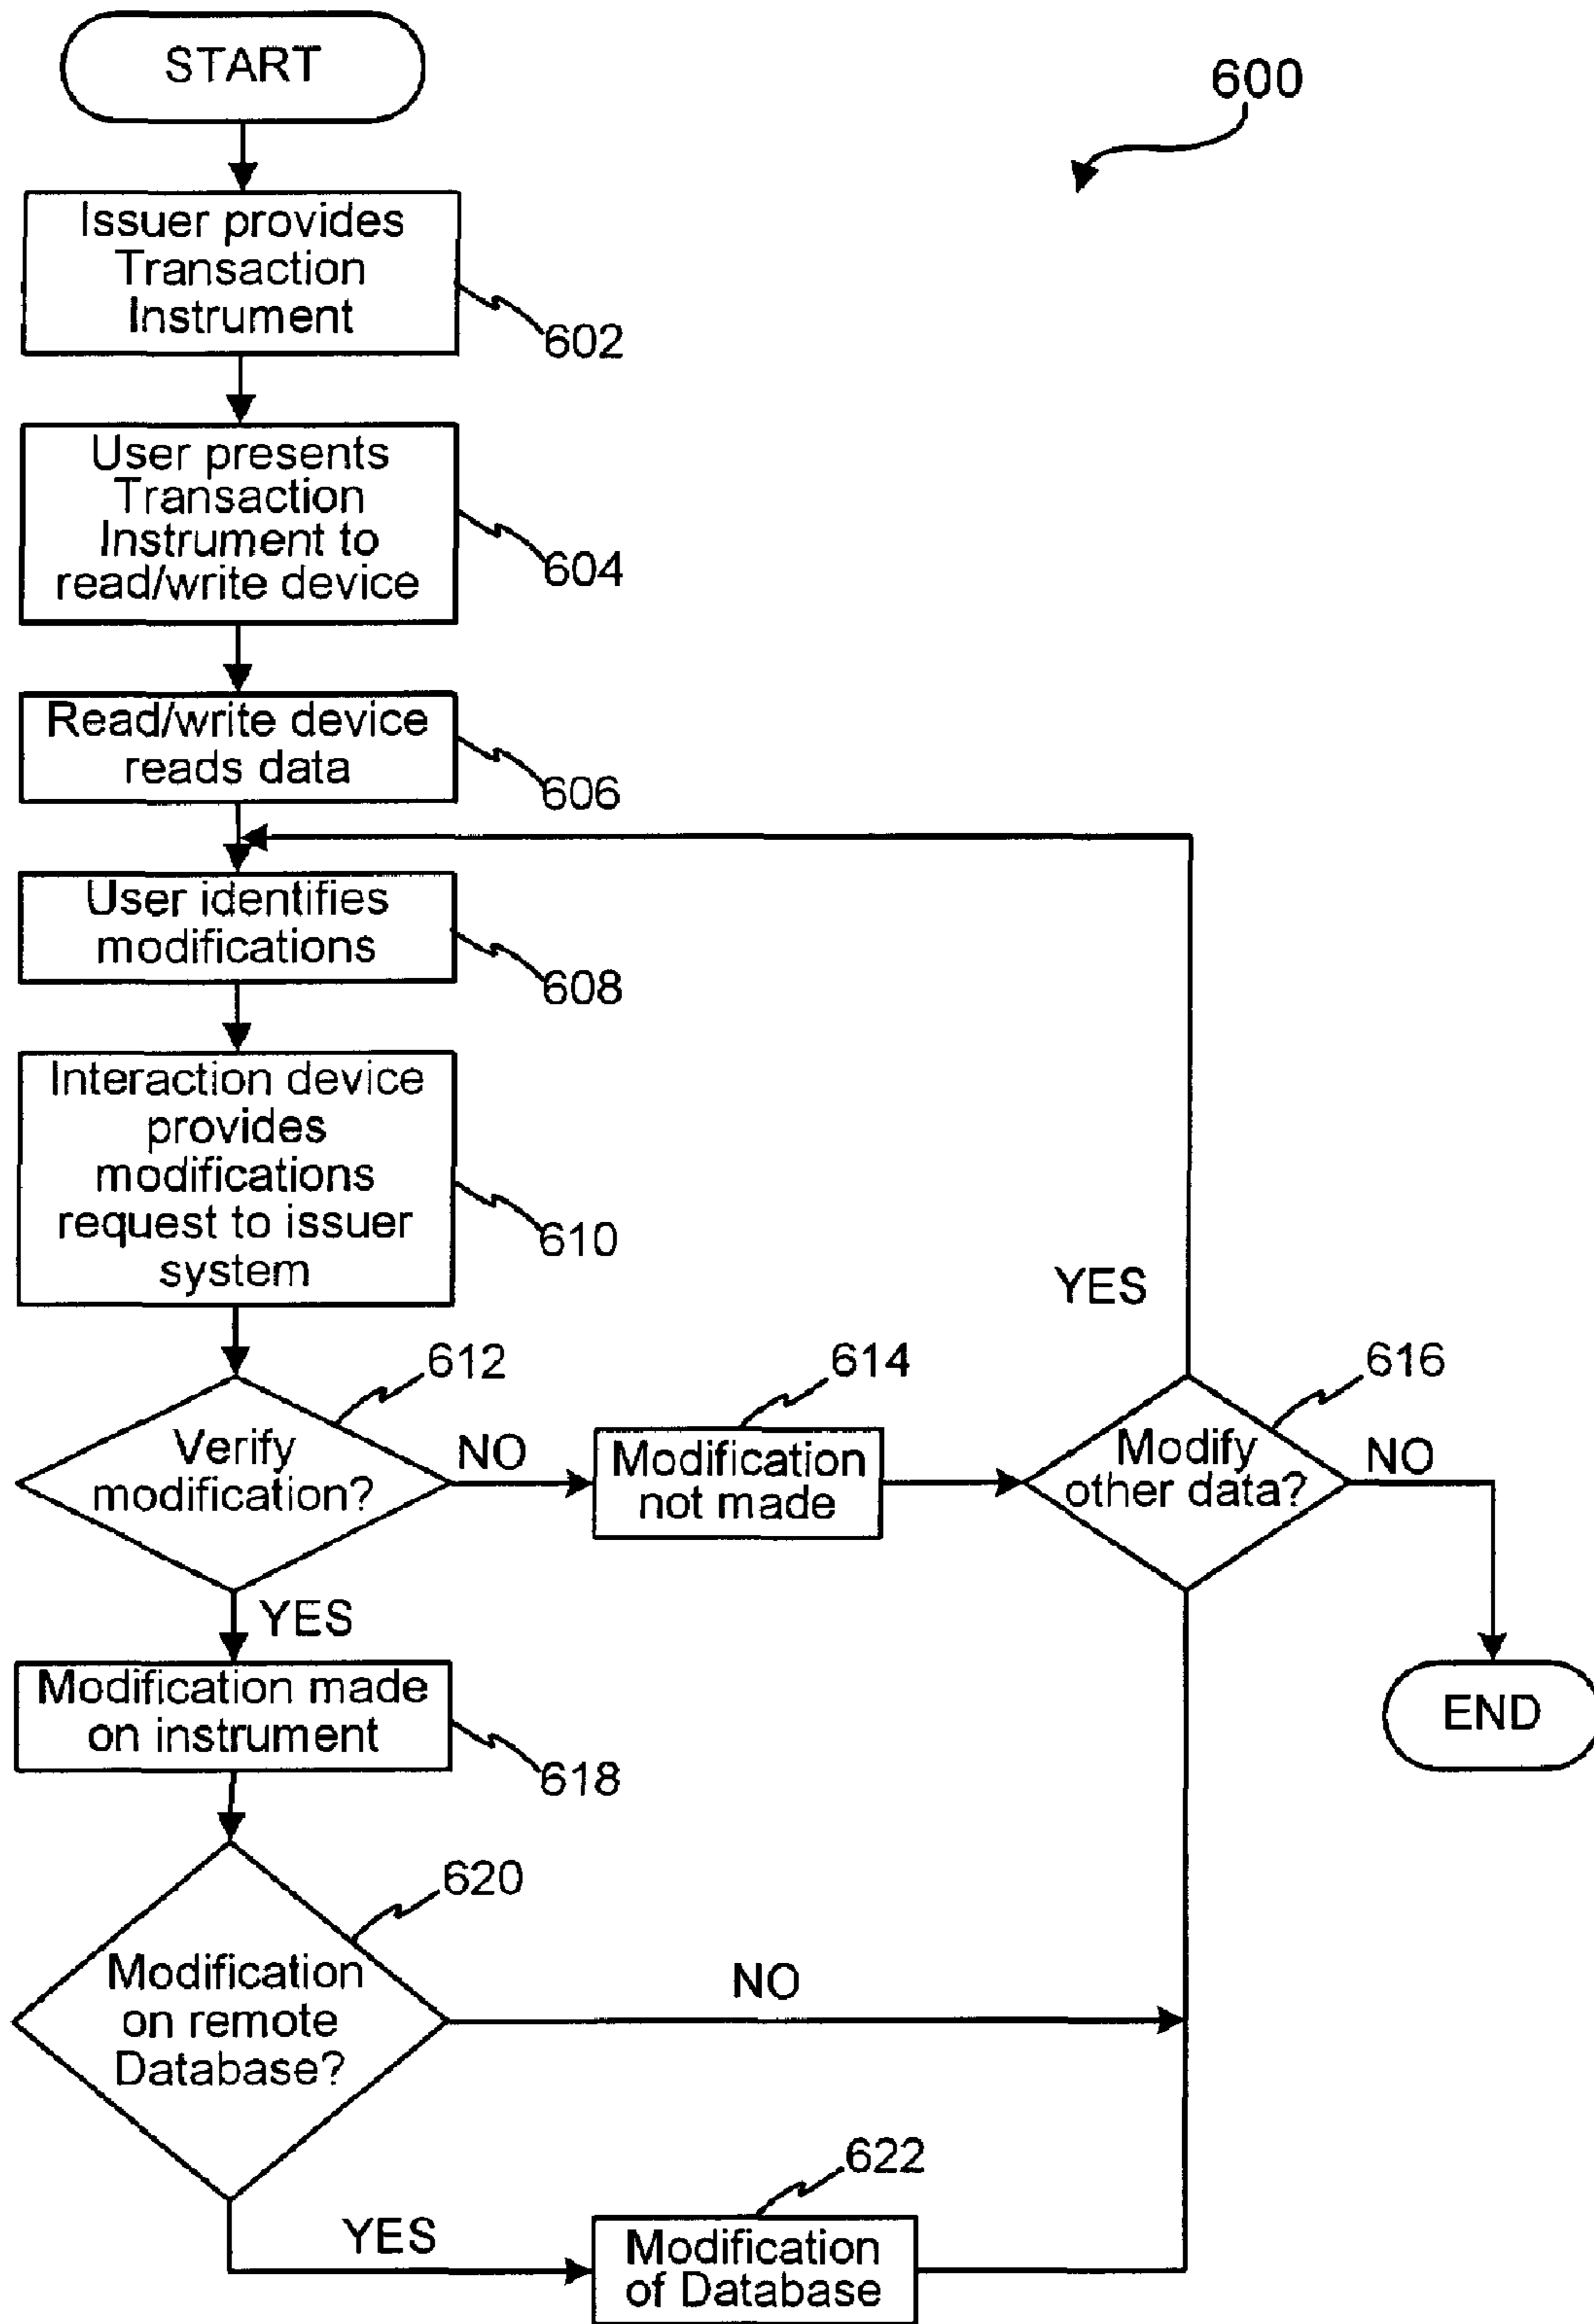 START
600
Issuer provides
Transaction
Instrument
602
User presents
Transaction
Instrument to
read/write device
604
Read/write device
reads data
606
User identifies
modifications
608
Interaction device
provides
modifications
request to issuer
system
610
YES
612
614
616
Verify
modification?
NO
Modification
not made
Modify
other data?
NO
YES
Modification made
on instrument
618
END
620
Modification
on remote
Database?
NO
622
YES
Modification
of Database